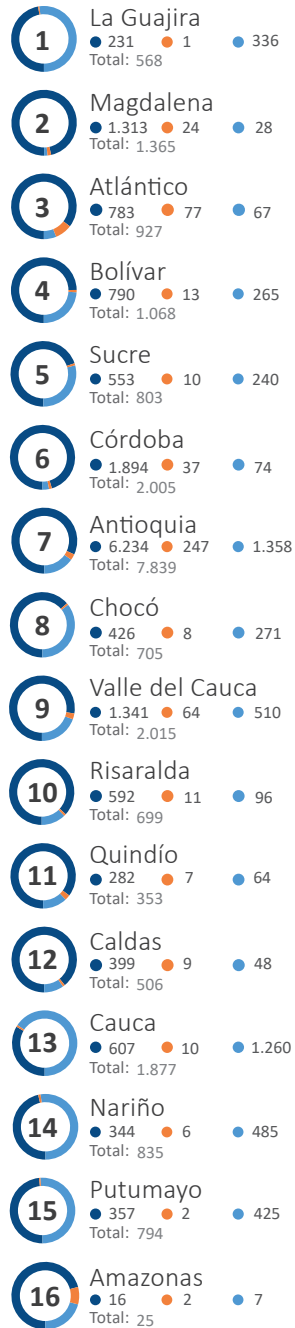 1
La Guajira
231 1 336
Total: 568
2
Magdalena
1.313 24 28
Total: 1.365
3
Atlántico
783 77 67
Total: 927
4
Bolívar
790 13 265
Total: 1.068
5
Sucre
553 10 240
Total: 803
6
Córdoba
1.894 37 74
Total: 2.005
7
Antioquia
6.234 247 1.358
Total: 7.839
8
Chocó
426 8 271
Total: 705
9
Valle del Cauca
1.341 64 510
Total: 2.015
10
Risaralda
592 11 96
Total: 699
11
Quindío
282 7 64
Total: 353
12
Caldas
399 9 48
Total: 506
13
Cauca
607 10 1.260
Total: 1.877
14
Nariño
344 6 485
Total: 835
15
Putumayo
357 2 425
Total: 794
16
Amazonas
16 2 7
Total: 25